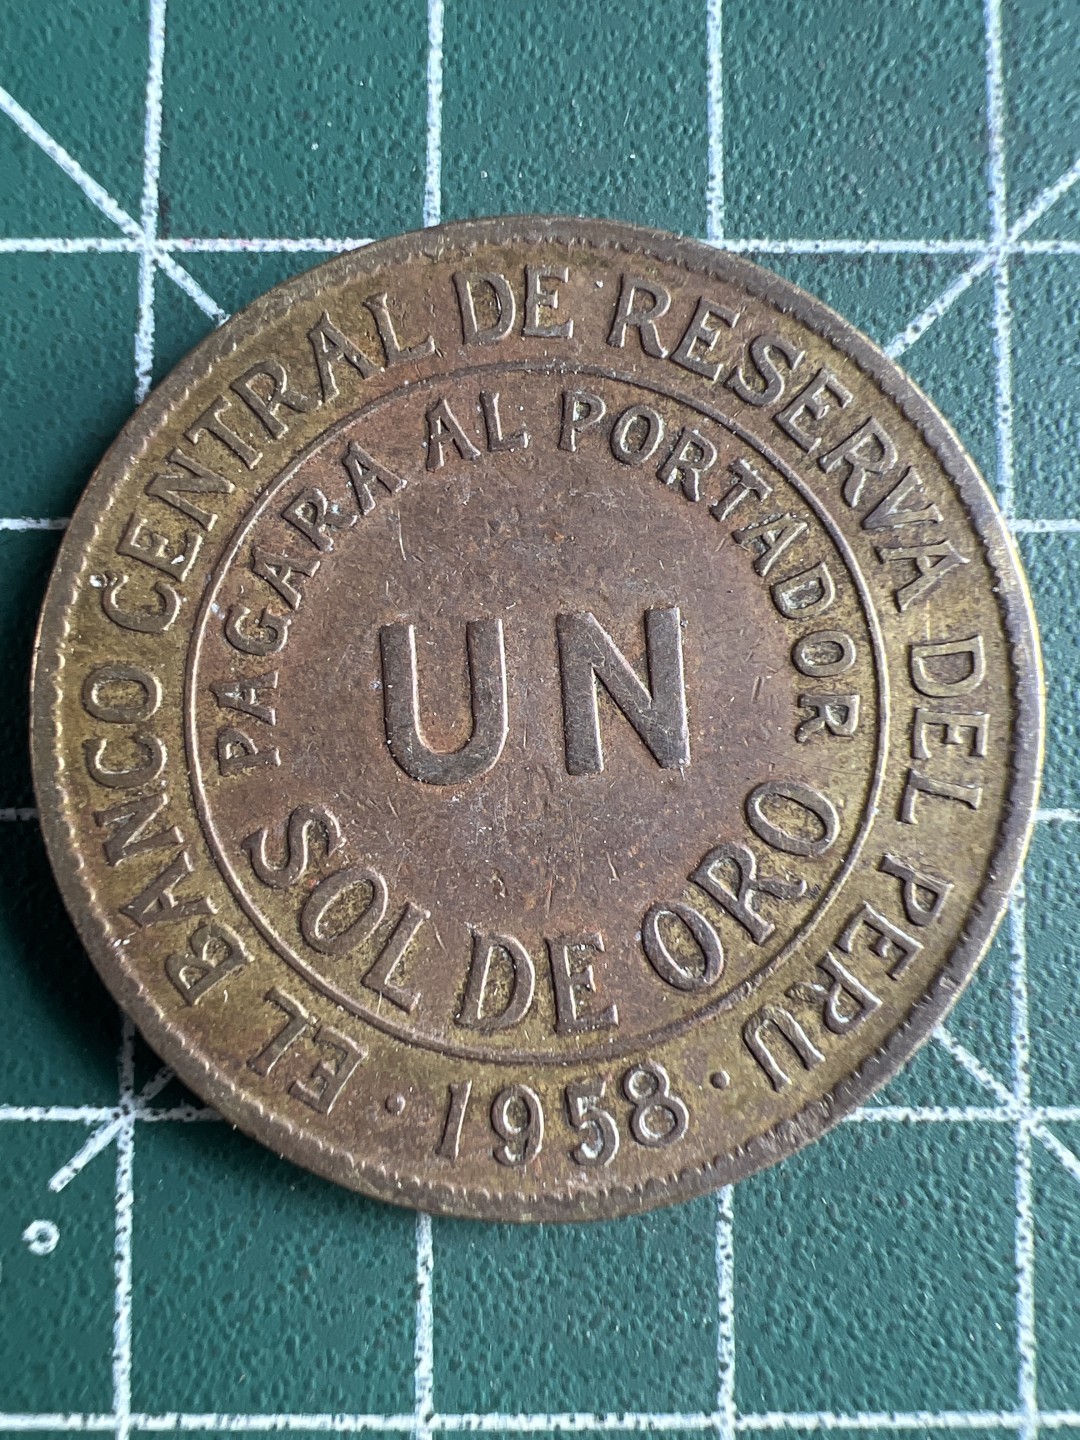 EL BANCO CENTRAL DE RESERVA DEL PERU
PAGARA AL PORTADOR
UN
SOL DE ORO
· 1958 ·